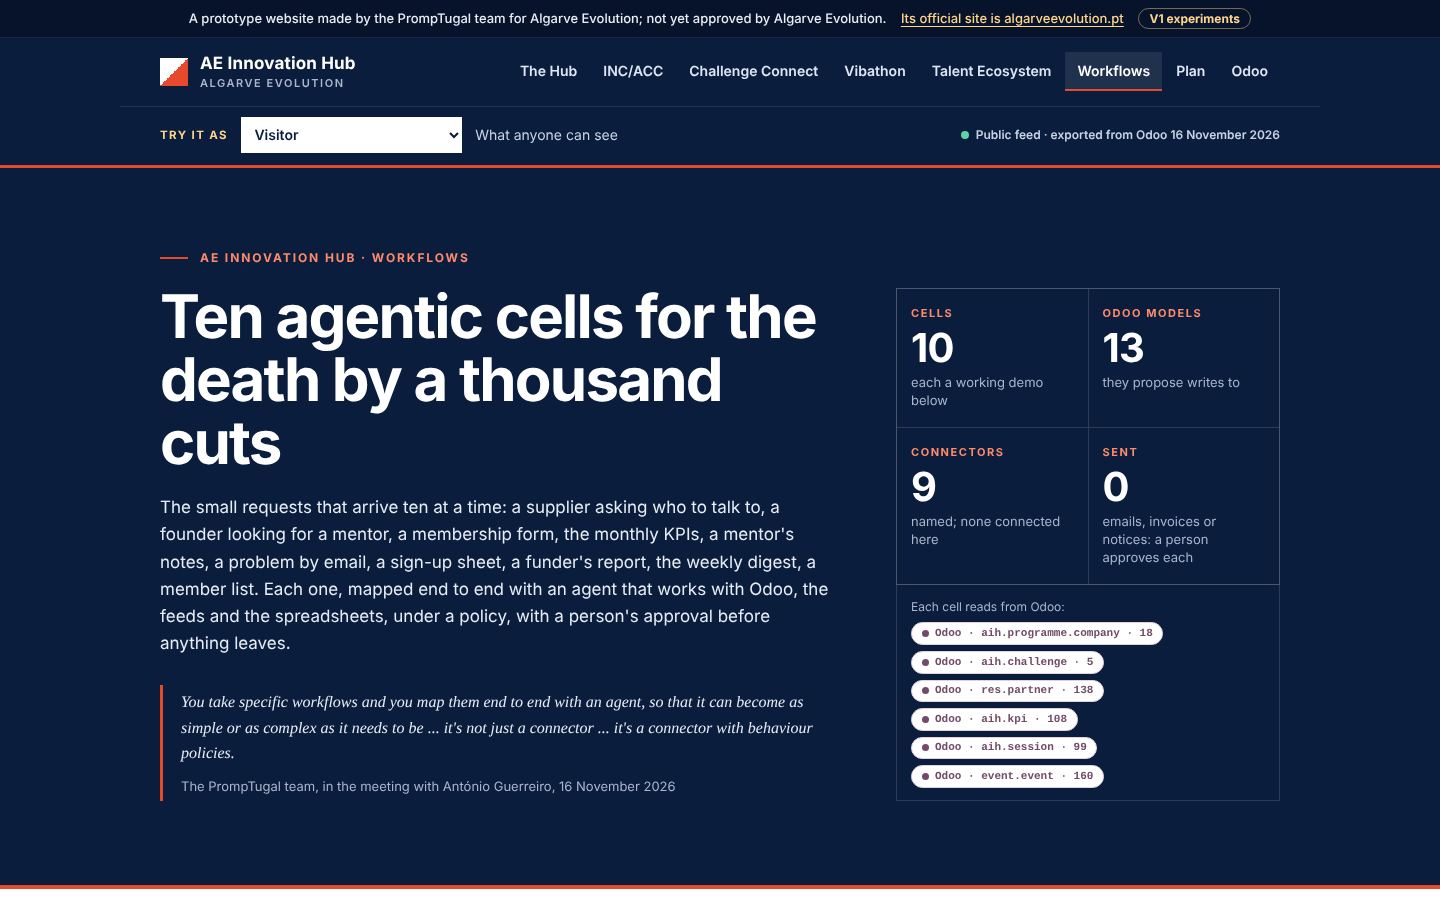 A prototype website made by the PrompTugal team for Algarve Evolution; not yet approved by Algarve Evolution. Its official site is algarveevolution.pt V1 experiments
AE Innovation Hub
ALGARVE EVOLUTION
The Hub INC/ACC Challenge Connect Vibathon Talent Ecosystem Workflows Plan Odoo
TRY IT AS Visitor What anyone can see Public feed · exported from Odoo 16 November 2026
AE INNOVATION HUB · WORKFLOWS
Ten agentic cells for the
death by a thousand
cuts
The small requests that arrive ten at a time: a supplier asking who to talk to, a
founder looking for a mentor, a membership form, the monthly KPIs, a mentor's
notes, a problem by email, a sign-up sheet, a funder's report, the weekly digest, a
member list. Each one, mapped end to end with an agent that works with Odoo, the
feeds and the spreadsheets, under a policy, with a person's approval before
anything leaves.
You take specific workflows and you map them end to end with an agent, so that it can become as
simple or as complex as it needs to be ... it's not just a connector ... it's a connector with behaviour
policies.
The PrompTugal team, in the meeting with António Guerreiro, 16 November 2026
CELLS
10
each a working demo
below
ODOO MODELS
13
they propose writes to
CONNECTORS
9
named; none connected
here
SENT
0
emails, invoices or
notices: a person
approves each
Each cell reads from Odoo:
Odoo · aih.programme.company · 18
Odoo · aih.challenge · 5
Odoo · res.partner · 138
Odoo · aih.kpi · 108
Odoo · aih.session · 99
Odoo · event.event · 160